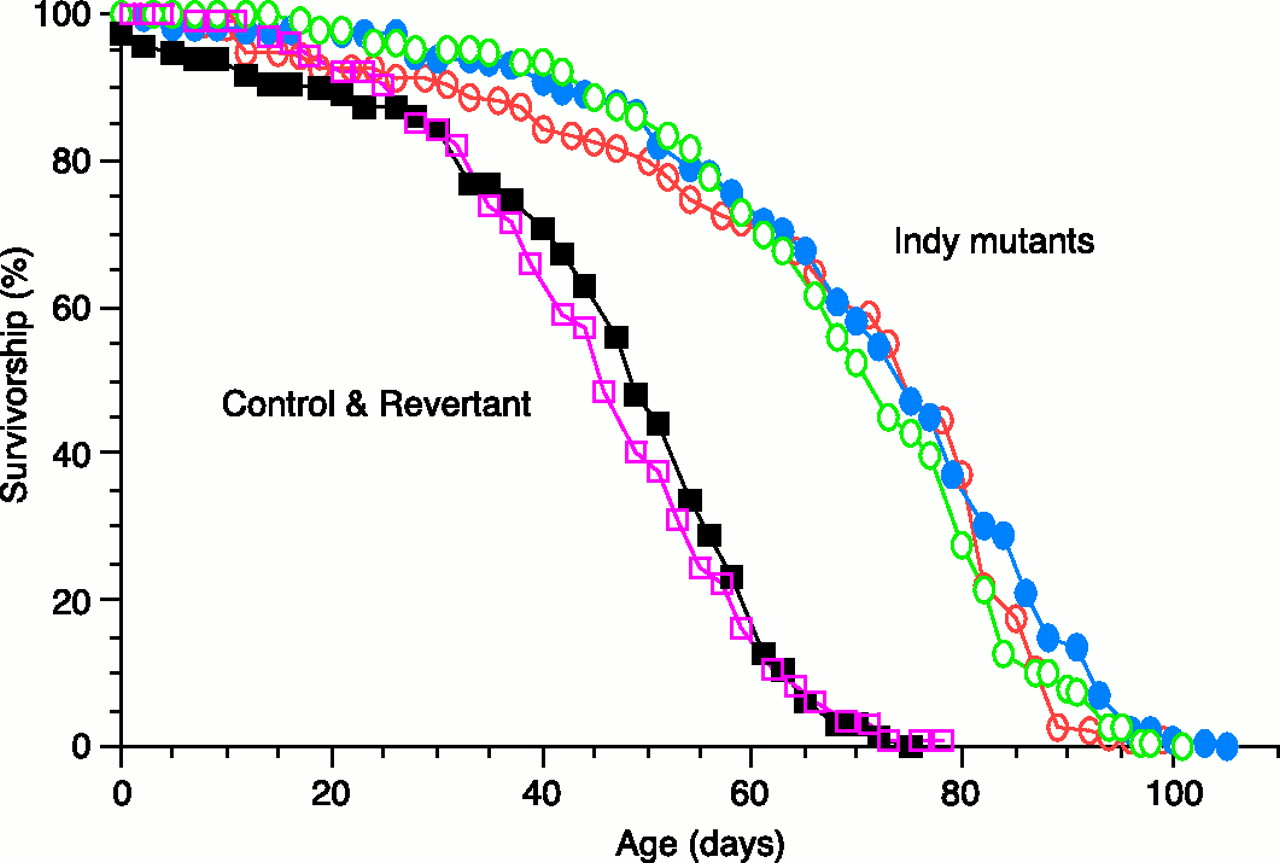 100
80
60
40
20
0
Survivorship (%)
Indy mutants
Control & Revertant
0 20 40 60 80 100
Age (days)